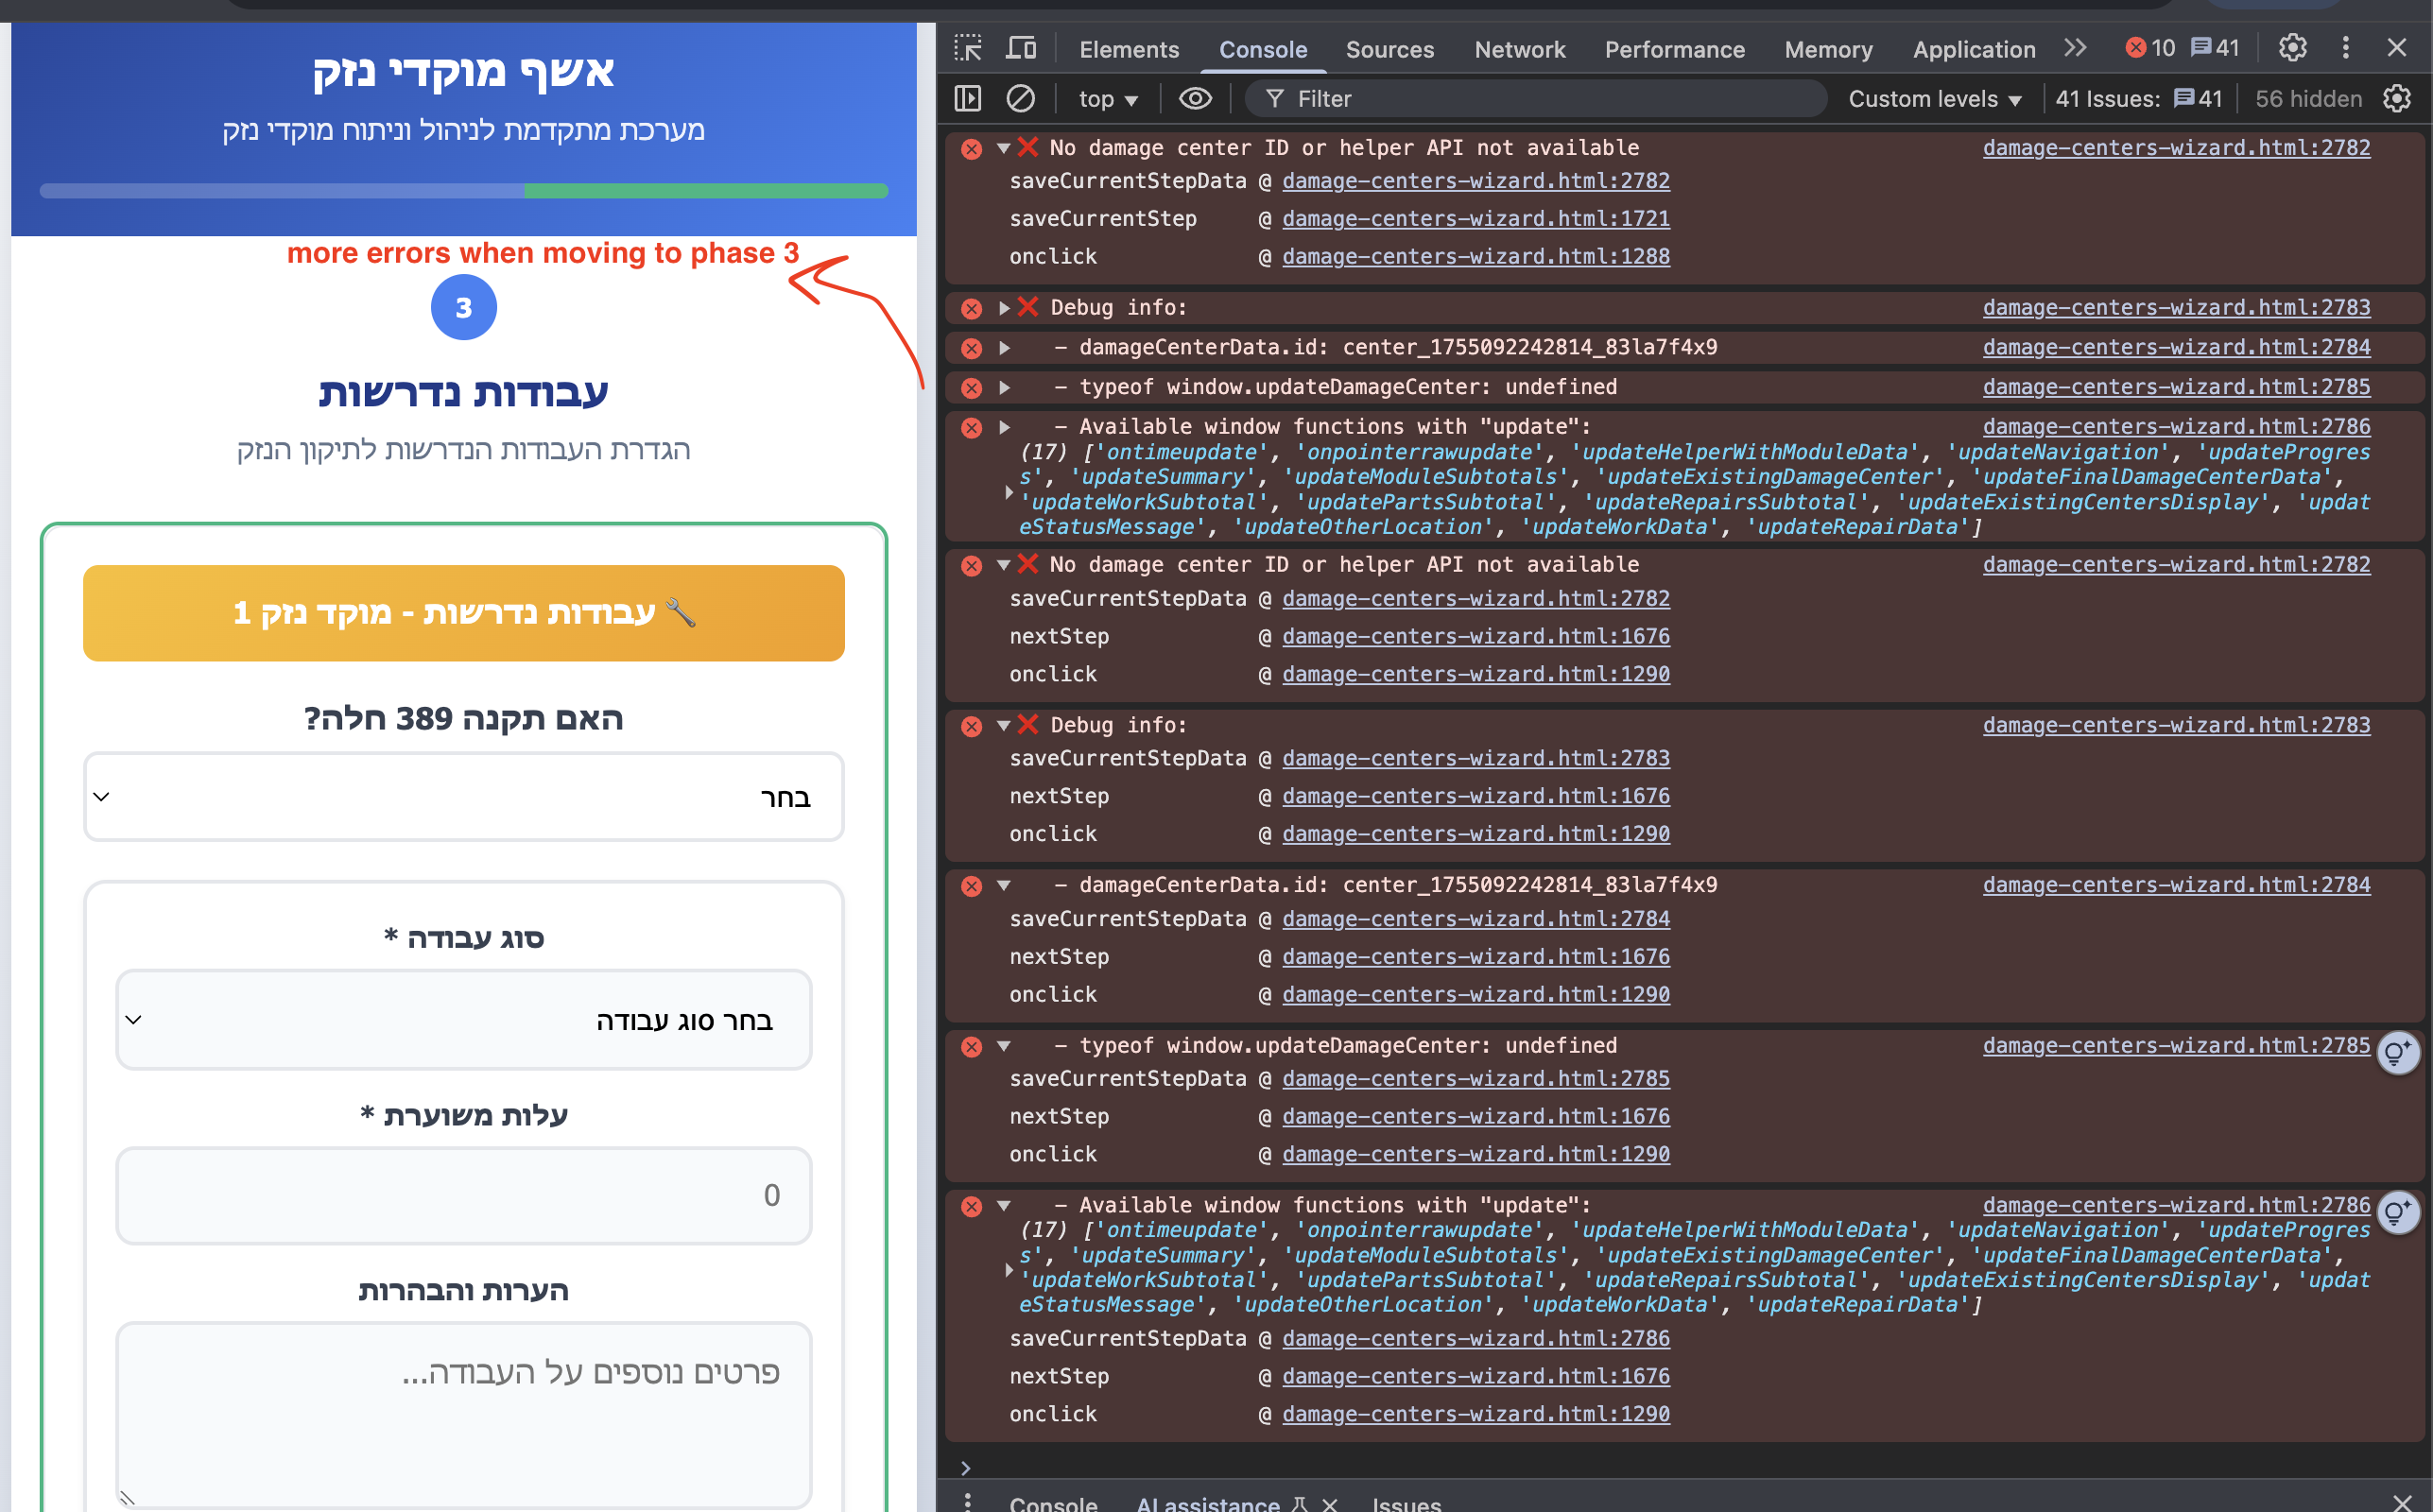 אשף מוקדי נזק
מערכת מתקדמת לניהול וניתוח מוקדי נזק
more errors when moving to phase 3
3
עבודות נדרשות
הגדרת העבודות הנדרשות לתיקון הנזק
🔧 עבודות נדרשות - מוקד נזק 1
האם תקנה 389 חלה?
בחר
סוג עבודה *
בחר סוג עבודה
עלות משוערת *
0
הערות והבהרות
פרטים נוספים על העבודה...
Elements Console Sources Network Performance Memory Application 10 41
top Filter Custom levels 41 Issues: 41 56 hidden
❌ No damage center ID or helper API not available damage-centers-wizard.html:2782
saveCurrentStepData @ damage-centers-wizard.html:2782
saveCurrentStep @ damage-centers-wizard.html:1721
onclick @ damage-centers-wizard.html:1288
❌ Debug info: damage-centers-wizard.html:2783
- damageCenterData.id: center_1755092242814_83la7f4x9 damage-centers-wizard.html:2784
- typeof window.updateDamageCenter: undefined damage-centers-wizard.html:2785
- Available window functions with "update": damage-centers-wizard.html:2786
(17) ['ontimeupdate', 'onpointerrawupdate', 'updateHelperWithModuleData', 'updateNavigation', 'updateProgres
s', 'updateSummary', 'updateModuleSubtotals', 'updateExistingDamageCenter', 'updateFinalDamageCenterData',
'updateWorkSubtotal', 'updatePartsSubtotal', 'updateRepairsSubtotal', 'updateExistingCentersDisplay', 'updat
eStatusMessage', 'updateOtherLocation', 'updateWorkData', 'updateRepairData']
❌ No damage center ID or helper API not available damage-centers-wizard.html:2782
saveCurrentStepData @ damage-centers-wizard.html:2782
nextStep @ damage-centers-wizard.html:1676
onclick @ damage-centers-wizard.html:1290
❌ Debug info: damage-centers-wizard.html:2783
saveCurrentStepData @ damage-centers-wizard.html:2783
nextStep @ damage-centers-wizard.html:1676
onclick @ damage-centers-wizard.html:1290
- damageCenterData.id: center_1755092242814_83la7f4x9 damage-centers-wizard.html:2784
saveCurrentStepData @ damage-centers-wizard.html:2784
nextStep @ damage-centers-wizard.html:1676
onclick @ damage-centers-wizard.html:1290
- typeof window.updateDamageCenter: undefined damage-centers-wizard.html:2785
saveCurrentStepData @ damage-centers-wizard.html:2785
nextStep @ damage-centers-wizard.html:1676
onclick @ damage-centers-wizard.html:1290
- Available window functions with "update": damage-centers-wizard.html:2786
(17) ['ontimeupdate', 'onpointerrawupdate', 'updateHelperWithModuleData', 'updateNavigation', 'updateProgres
s', 'updateSummary', 'updateModuleSubtotals', 'updateExistingDamageCenter', 'updateFinalDamageCenterData',
'updateWorkSubtotal', 'updatePartsSubtotal', 'updateRepairsSubtotal', 'updateExistingCentersDisplay', 'updat
eStatusMessage', 'updateOtherLocation', 'updateWorkData', 'updateRepairData']
saveCurrentStepData @ damage-centers-wizard.html:2786
nextStep @ damage-centers-wizard.html:1676
onclick @ damage-centers-wizard.html:1290
Console AI assistance Issues